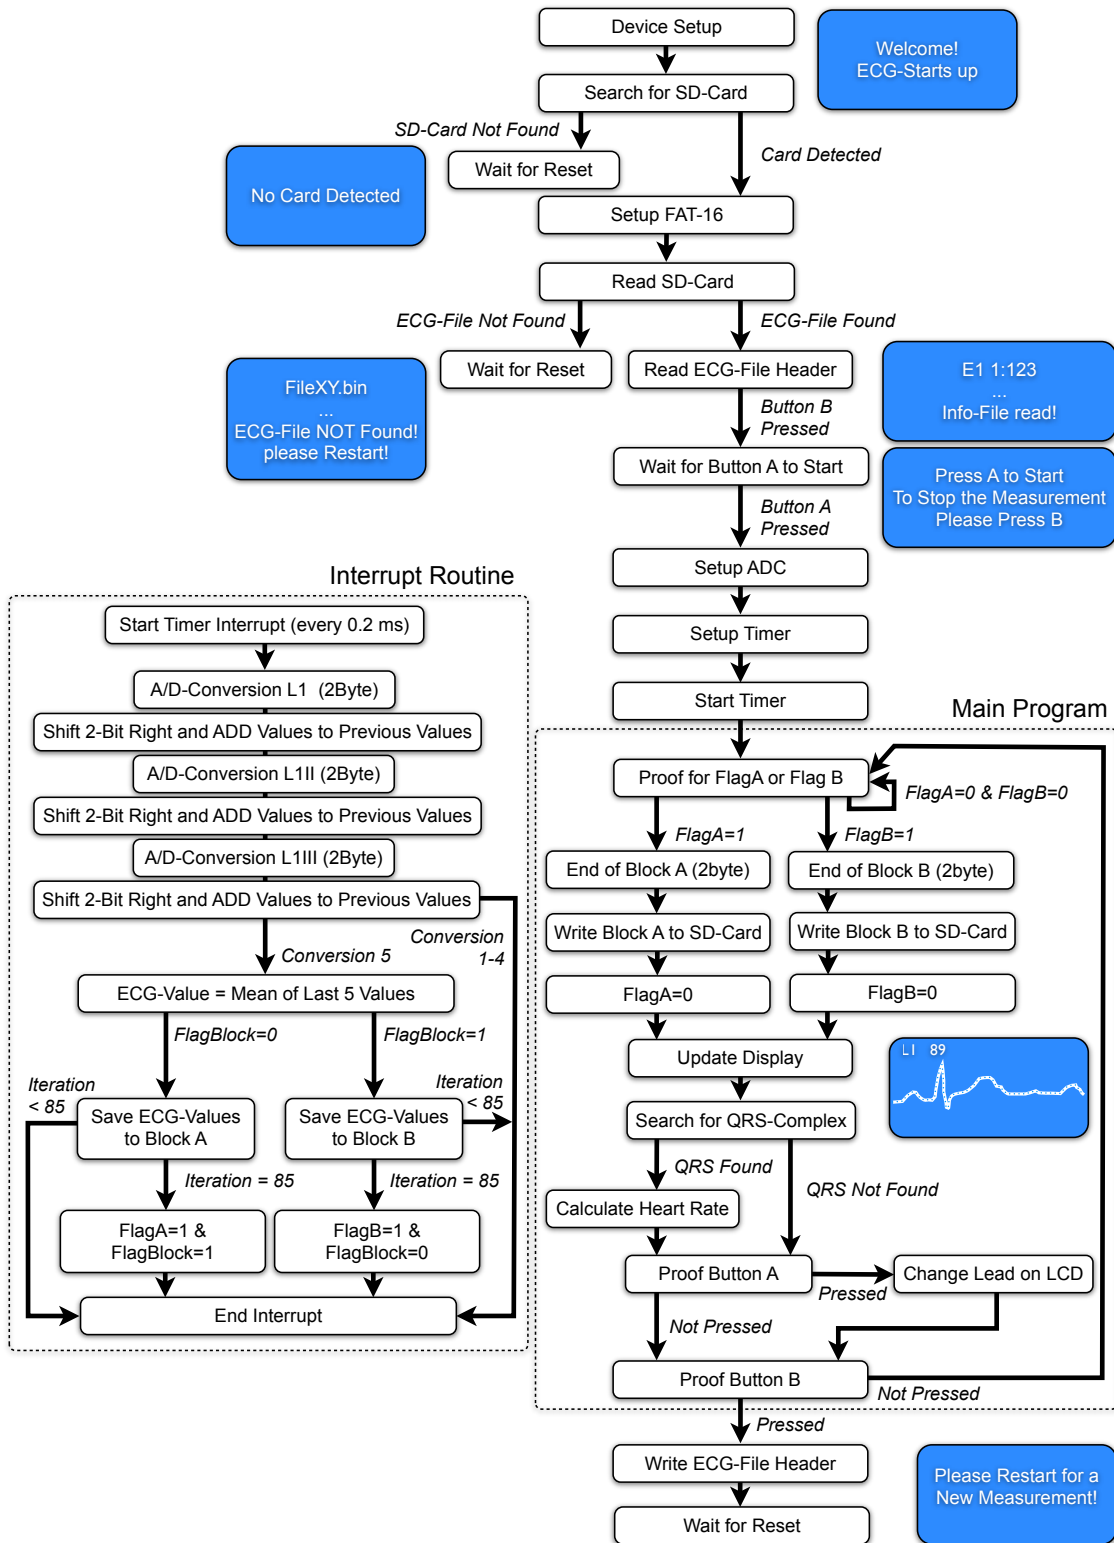 Device Setup
Welcome!
ECG-Starts up
Search for SD-Card
SD-Card Not Found
Card Detected
Wait for Reset
No Card Detected
Setup FAT-16
Read SD-Card
ECG-File Not Found
ECG-File Found
Wait for Reset
Read ECG-File Header
FileXY.bin
...
ECG-File NOT Found!
please Restart!
E1 1:123
...
Info-File read!
Button B
Pressed
Wait for Button A to Start
Press A to Start
To Stop the Measurement
Please Press B
Button A
Pressed
Setup ADC
Setup Timer
Start Timer
Interrupt Routine
Start Timer Interrupt (every 0.2 ms)
A/D-Conversion L1 (2Byte)
Shift 2-Bit Right and ADD Values to Previous Values
A/D-Conversion L1II (2Byte)
Shift 2-Bit Right and ADD Values to Previous Values
A/D-Conversion L1III (2Byte)
Shift 2-Bit Right and ADD Values to Previous Values
Conversion 5
Conversion
1-4
ECG-Value = Mean of Last 5 Values
FlagBlock=0
FlagBlock=1
Iteration
< 85
Iteration
< 85
Save ECG-Values
to Block A
Save ECG-Values
to Block B
Iteration = 85
Iteration = 85
FlagA=1 &
FlagBlock=1
FlagB=1 &
FlagBlock=0
End Interrupt
Main Program
Proof for FlagA or Flag B
FlagA=0 & FlagB=0
FlagA=1
FlagB=1
End of Block A (2byte)
End of Block B (2byte)
Write Block A to SD-Card
Write Block B to SD-Card
FlagA=0
FlagB=0
Update Display
LI 89
Search for QRS-Complex
QRS Found
QRS Not Found
Calculate Heart Rate
Proof Button A
Pressed
Change Lead on LCD
Not Pressed
Proof Button B
Not Pressed
Pressed
Write ECG-File Header
Wait for Reset
Please Restart for a
New Measurement!